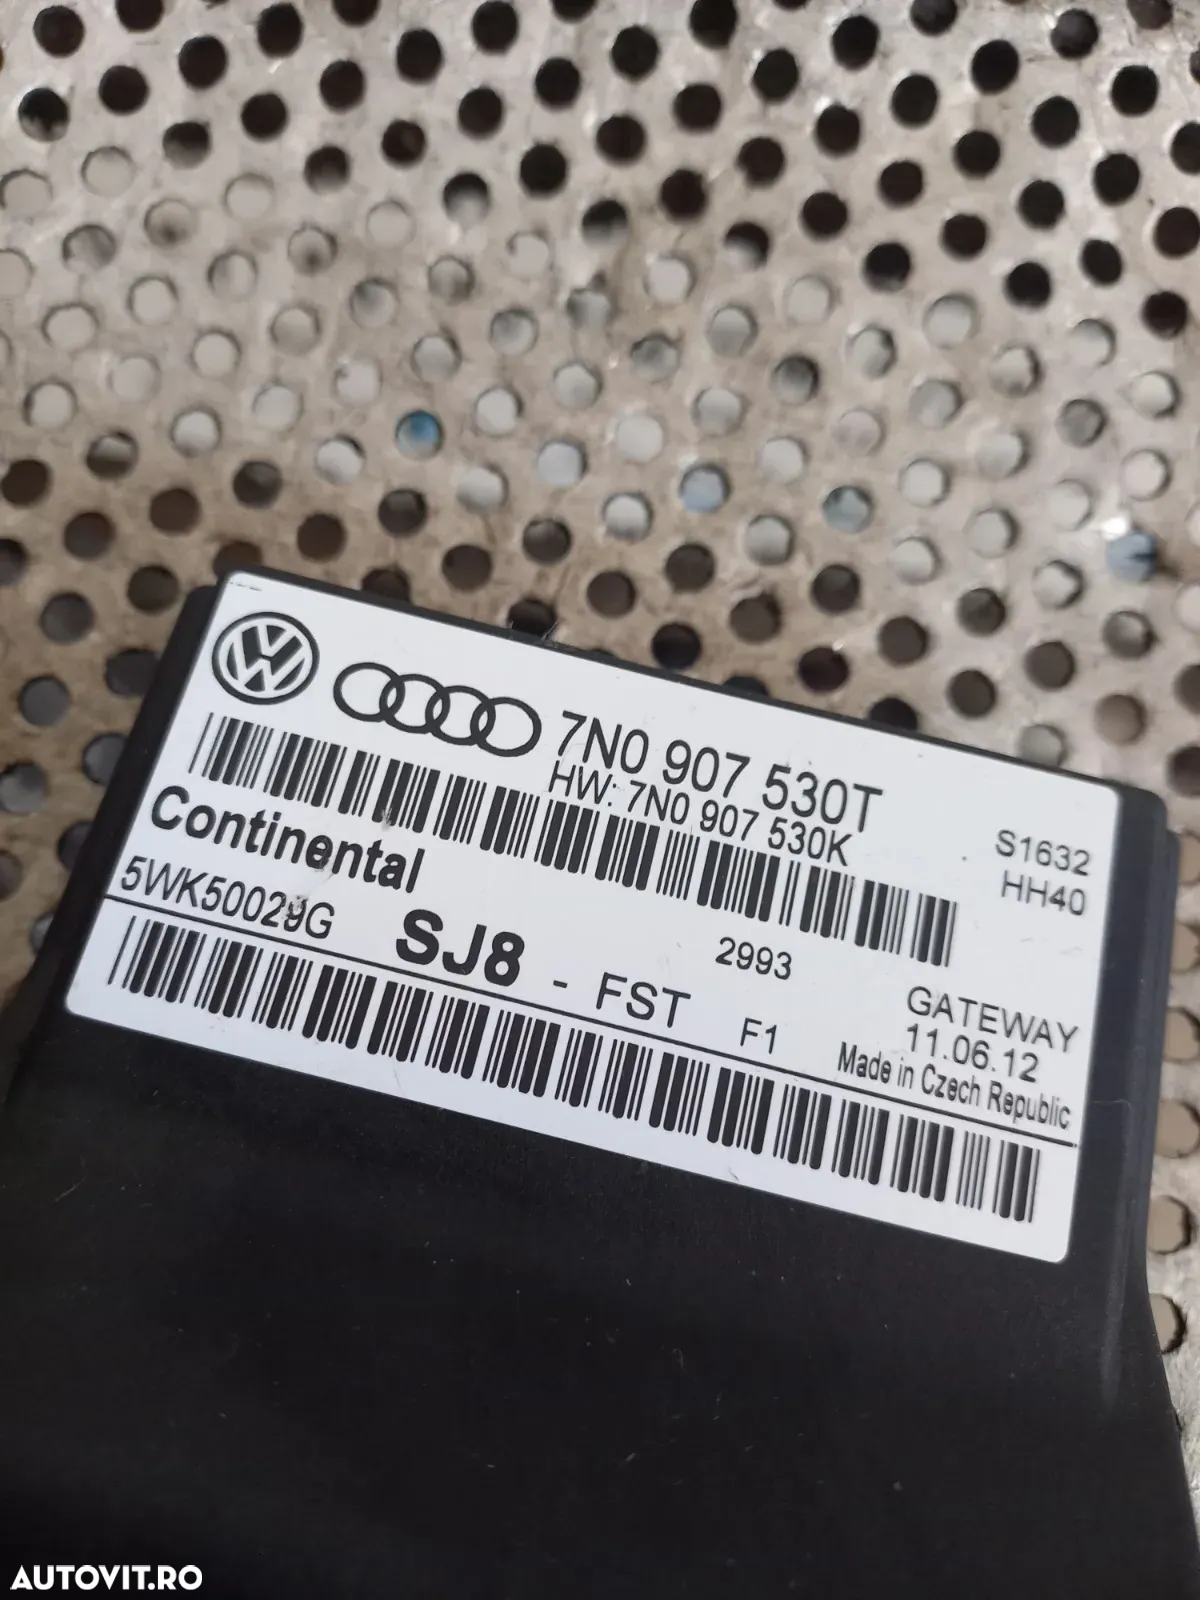 7N0 907 530T
HW: 7N0 907 530K
S1632
HH40
Continental
5WK50029G
SJ8 - FST
2993
F1
GATEWAY
11.06.12
Made in Czech Republic
AUTOVIT.RO